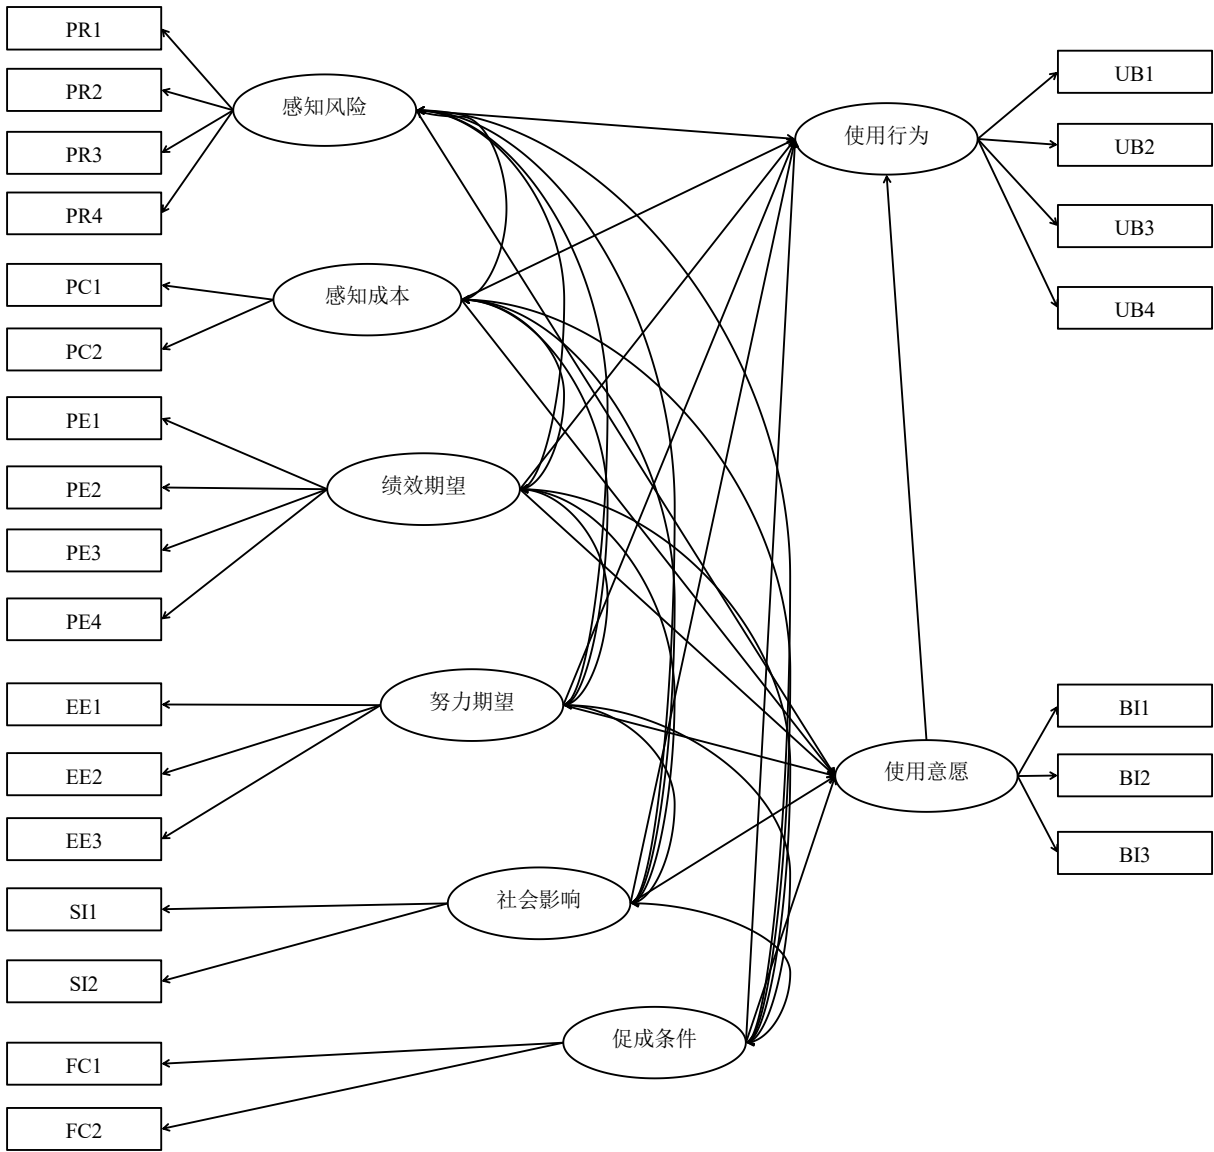 PR1
PR2
PR3
PR4
PC1
PC2
PE1
PE2
PE3
PE4
EE1
EE2
EE3
SI1
SI2
FC1
FC2
感知风险
感知成本
绩效期望
努力期望
社会影响
促成条件
使用行为
使用意愿
UB1
UB2
UB3
UB4
BI1
BI2
BI3